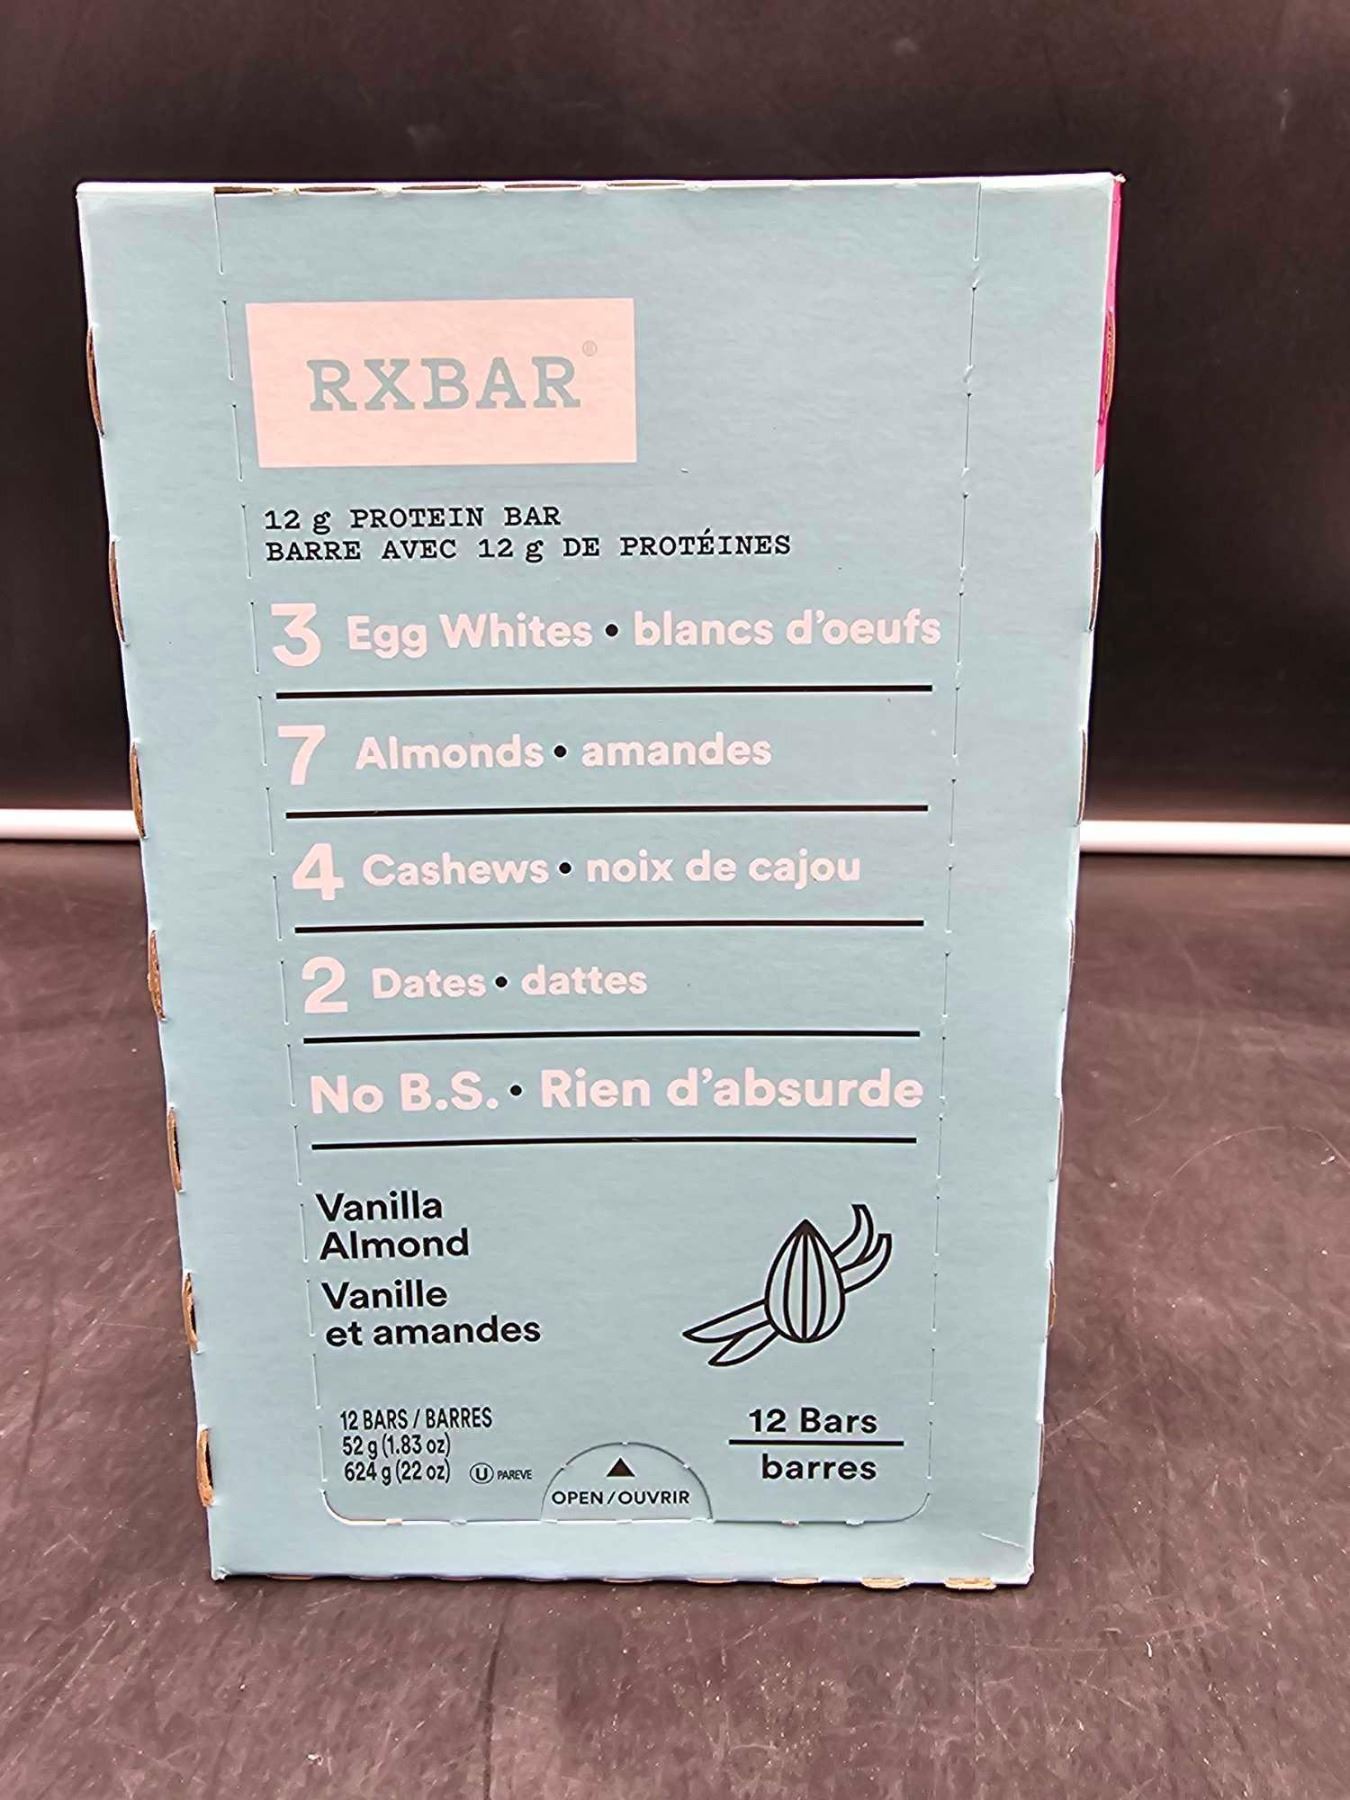 RXBAR®
12 g PROTEIN BAR
BARRE AVEC 12 g DE PROTÉINES
3 Egg Whites • blancs d'oeufs
7 Almonds • amandes
4 Cashews • noix de cajou
2 Dates • dattes
No B.S. • Rien d'absurde
Vanilla
Almond
Vanille
et amandes
12 BARS / BARRES
52 g (1.83 oz)
624 g (22 oz) U PAREVE
OPEN / OUVRIR
12 Bars
barres